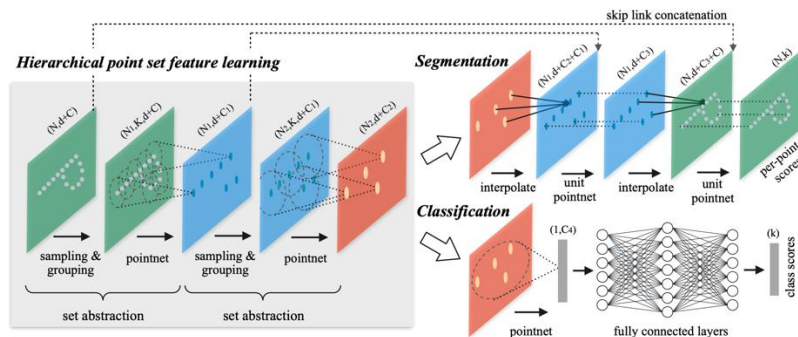 skip link concatenation
Hierarchical point set feature learning
Segmentation
(N,d+C)
(N1,K,d+C)
(N1,d+C1)
(N2,K,d+C1)
(N2,d+C2)
(N1,d+C2+C1)
(N1,d+C3)
(N,d+C3+C)
(N,k)
per-point
scores
interpolate
unit
pointnet
interpolate
unit
pointnet
Classification
sampling &
grouping
pointnet
sampling &
grouping
pointnet
set abstraction
set abstraction
(1,C4)
(k)
class scores
pointnet
fully connected layers